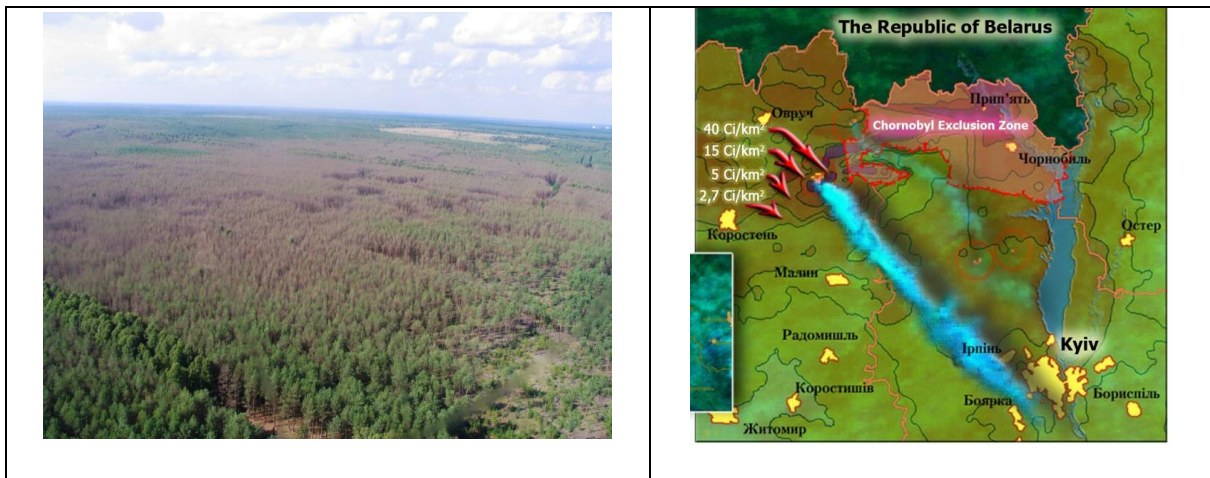 The Republic of Belarus
Прип'ять
Овруч
Chornobyl Exclusion Zone
40 Ci/km²
15 Ci/km²
Чорнобиль
5 Ci/km²
2,7 Ci/km²
Коростень
Остер
Малин
Радомишль
Ірпінь
Kyiv
Коростишів
Боярка
Бориспіль
Житомир